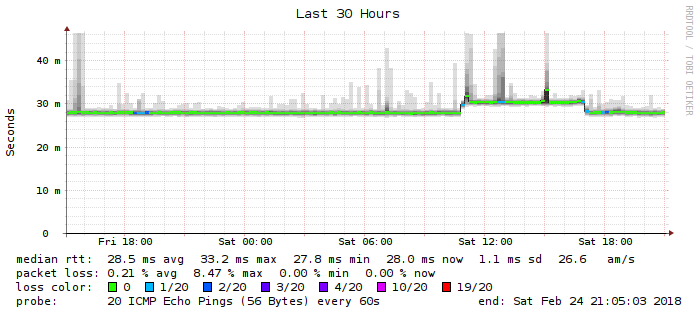 Last 30 Hours
RRDTOOL / TOBI OETIKER
Seconds
40 m
30 m
20 m
10 m
0
Fri 18:00 Sat 00:00 Sat 06:00 Sat 12:00 Sat 18:00
median rtt: 28.5 ms avg 33.2 ms max 27.8 ms min 28.0 ms now 1.1 ms sd 26.6 am/s
packet loss: 0.21 % avg 8.47 % max 0.00 % min 0.00 % now
loss color: 0 1/20 2/20 3/20 4/20 10/20 19/20
probe: 20 ICMP Echo Pings (56 Bytes) every 60s end: Sat Feb 24 21:05:03 2018